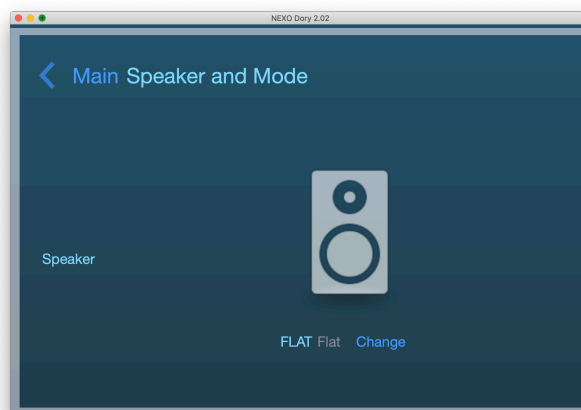 NEXO Dory 2.02
Main Speaker and Mode
Speaker
FLAT Flat Change